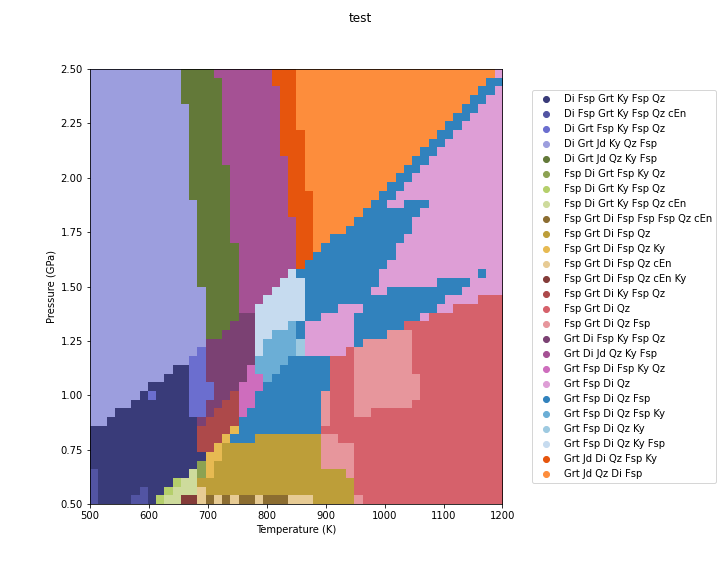 test
2.50
2.25
2.00
1.75
1.50
1.25
1.00
0.75
0.50
Pressure (GPa)
500
600
700
800
900
1000
1100
1200
Temperature (K)
Di Fsp Grt Ky Fsp Qz
Di Fsp Grt Ky Fsp Qz cEn
Di Grt Fsp Ky Fsp Qz
Di Grt Jd Ky Qz Fsp
Di Grt Jd Qz Ky Fsp
Fsp Di Grt Fsp Ky Qz
Fsp Di Grt Ky Fsp Qz
Fsp Di Grt Ky Fsp Qz cEn
Fsp Grt Di Fsp Fsp Fsp Qz cEn
Fsp Grt Di Fsp Qz
Fsp Grt Di Fsp Qz Ky
Fsp Grt Di Fsp Qz cEn
Fsp Grt Di Fsp Qz cEn Ky
Fsp Grt Di Ky Fsp Qz
Fsp Grt Di Qz
Fsp Grt Di Qz Fsp
Grt Di Fsp Ky Fsp Qz
Grt Di Jd Qz Ky Fsp
Grt Fsp Di Fsp Ky Qz
Grt Fsp Di Qz
Grt Fsp Di Qz Fsp
Grt Fsp Di Qz Fsp Ky
Grt Fsp Di Qz Ky
Grt Fsp Di Qz Ky Fsp
Grt Jd Di Qz Fsp Ky
Grt Jd Qz Di Fsp